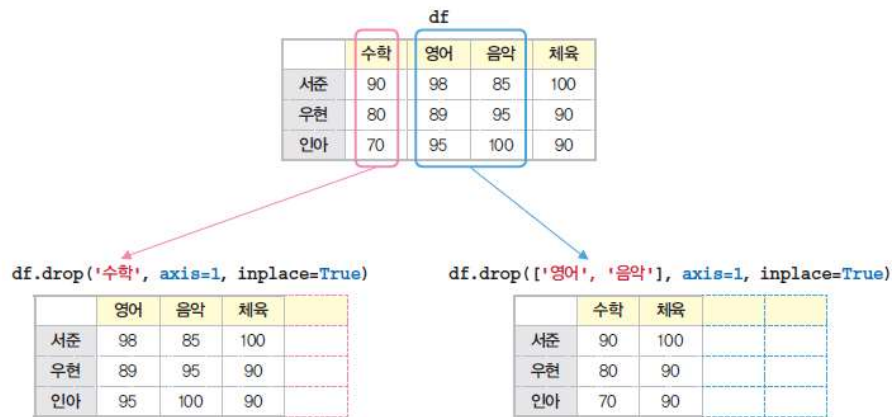 df
수학 영어 음악 체육
서준 90 98 85 100
우현 80 89 95 90
인아 70 95 100 90
df.drop('수학', axis=1, inplace=True)
영어 음악 체육
서준 98 85 100
우현 89 95 90
인아 95 100 90
df.drop(['영어', '음악'], axis=1, inplace=True)
수학 체육
서준 90 100
우현 80 90
인아 70 90